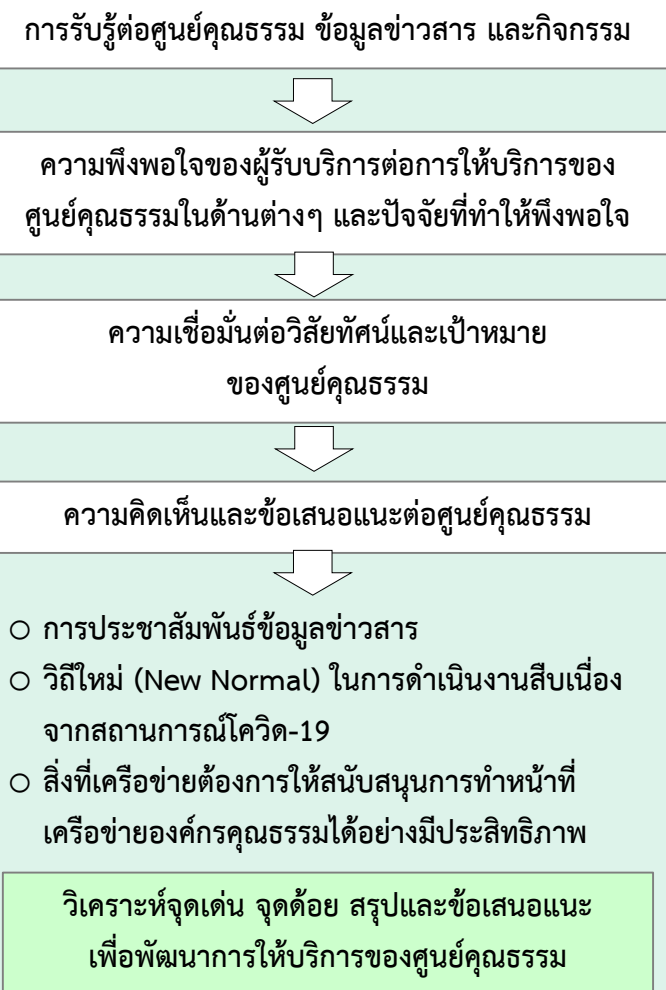 การรับรู้ต่อศูนย์คุณธรรม ข้อมูลข่าวสาร และกิจกรรม
ความพึงพอใจของผู้รับบริการต่อการให้บริการของ
ศูนย์คุณธรรมในด้านต่างๆ และปัจจัยที่ทำให้พึงพอใจ
ความเชื่อมั่นต่อวิสัยทัศน์และเป้าหมาย
ของศูนย์คุณธรรม
ความคิดเห็นและข้อเสนอแนะต่อศูนย์คุณธรรม
○ การประชาสัมพันธ์ข้อมูลข่าวสาร
○ วิถีใหม่ (New Normal) ในการดำเนินงานสืบเนื่อง
จากสถานการณ์โควิด-19
○ สิ่งที่เครือข่ายต้องการให้สนับสนุนการทำหน้าที่
เครือข่ายองค์กรคุณธรรมได้อย่างมีประสิทธิภาพ
วิเคราะห์จุดเด่น จุดด้อย สรุปและข้อเสนอแนะ
เพื่อพัฒนาการให้บริการของศูนย์คุณธรรม